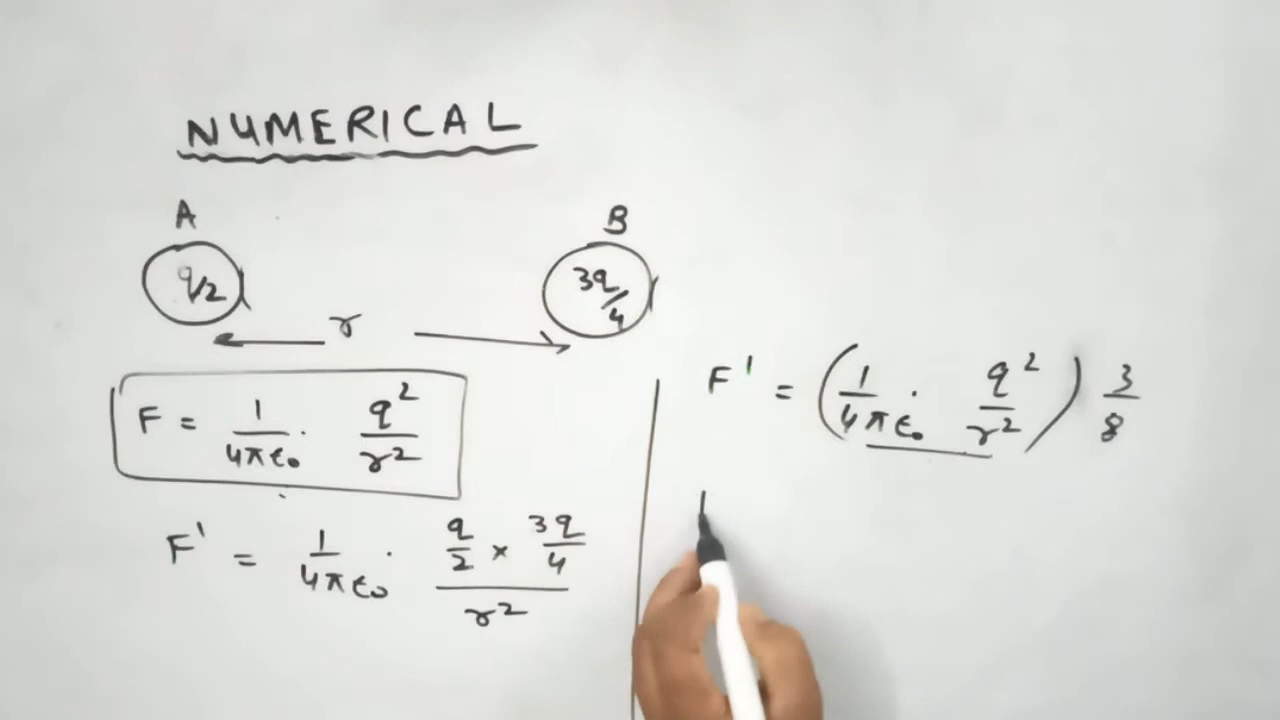 NUMERICAL
A B
q/2 3q/4
r
F = 1/4πε₀ · q²/r²
F' = 1/4πε₀ · (q/2 × 3q/4)/r²
F' = (1/4πε₀ · q²/r²) 3/8